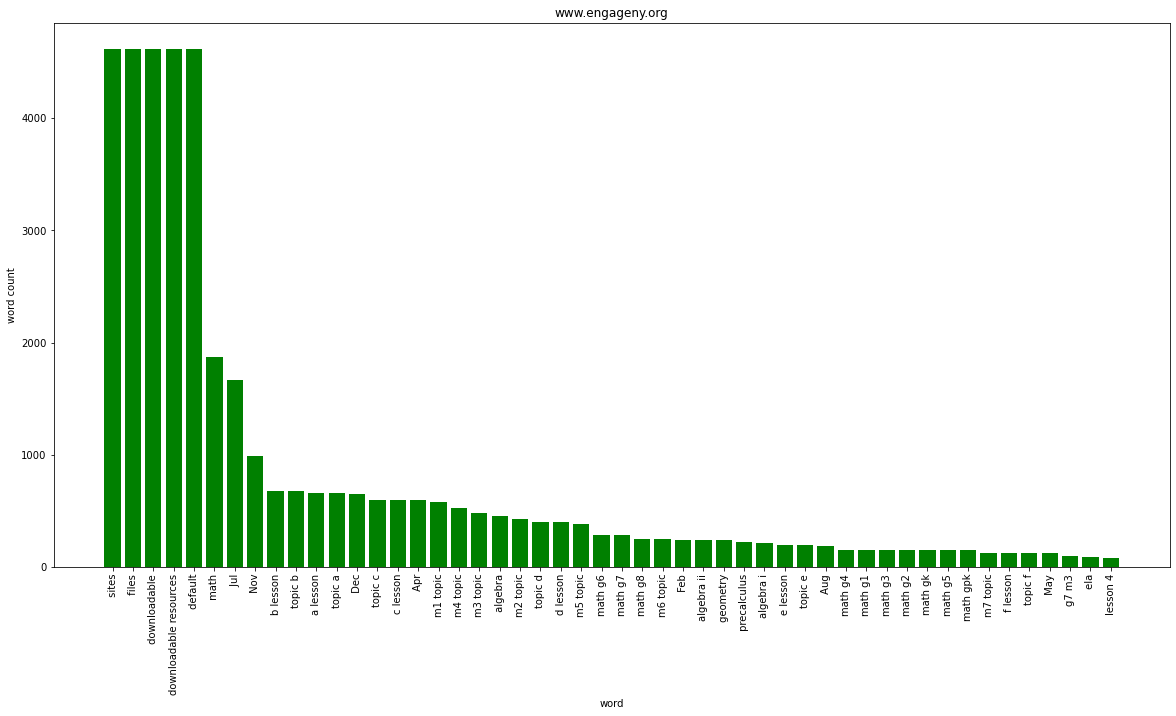 www.engageny.org
word count
4000
3000
2000
1000
0
sites
files
downloadable
downloadable resources
default
math
Jul
Nov
b lesson
topic b
a lesson
topic a
Dec
topic c
c lesson
Apr
m1 topic
m4 topic
m3 topic
algebra
m2 topic
topic d
d lesson
m5 topic
math g6
math g7
math g8
m6 topic
Feb
algebra ii
geometry
precalculus
algebra i
e lesson
topic e
Aug
math g4
math g1
math g3
math g2
math gk
math g5
math gpk
m7 topic
f lesson
topic f
May
g7 m3
ela
lesson 4
word